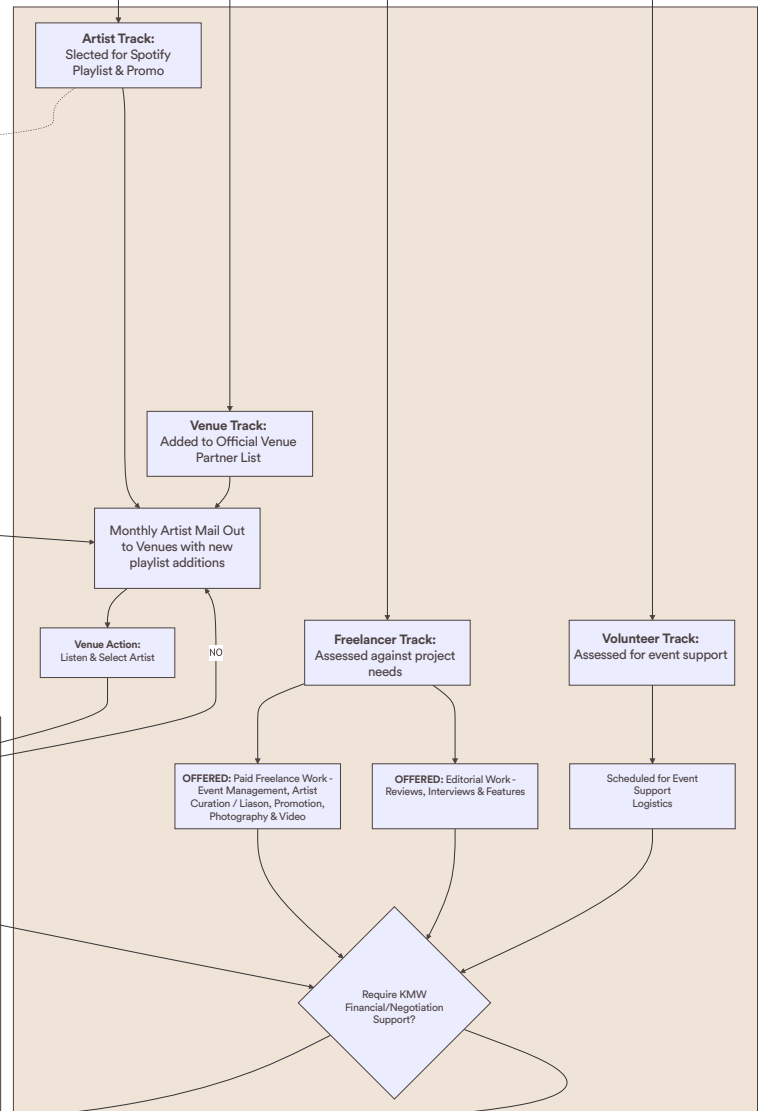 Artist Track:
Slected for Spotify
Playlist & Promo
Venue Track:
Added to Official Venue
Partner List
Monthly Artist Mail Out
to Venues with new
playlist additions
Venue Action:
Listen & Select Artist
NO
Freelancer Track:
Assessed against project
needs
Volunteer Track:
Assessed for event support
OFFERED: Paid Freelance Work -
Event Management, Artist
Curation / Liason, Promotion,
Photography & Video
OFFERED: Editorial Work -
Reviews, Interviews & Features
Scheduled for Event
Support
Logistics
Require KMW
Financial/Negotiation
Support?